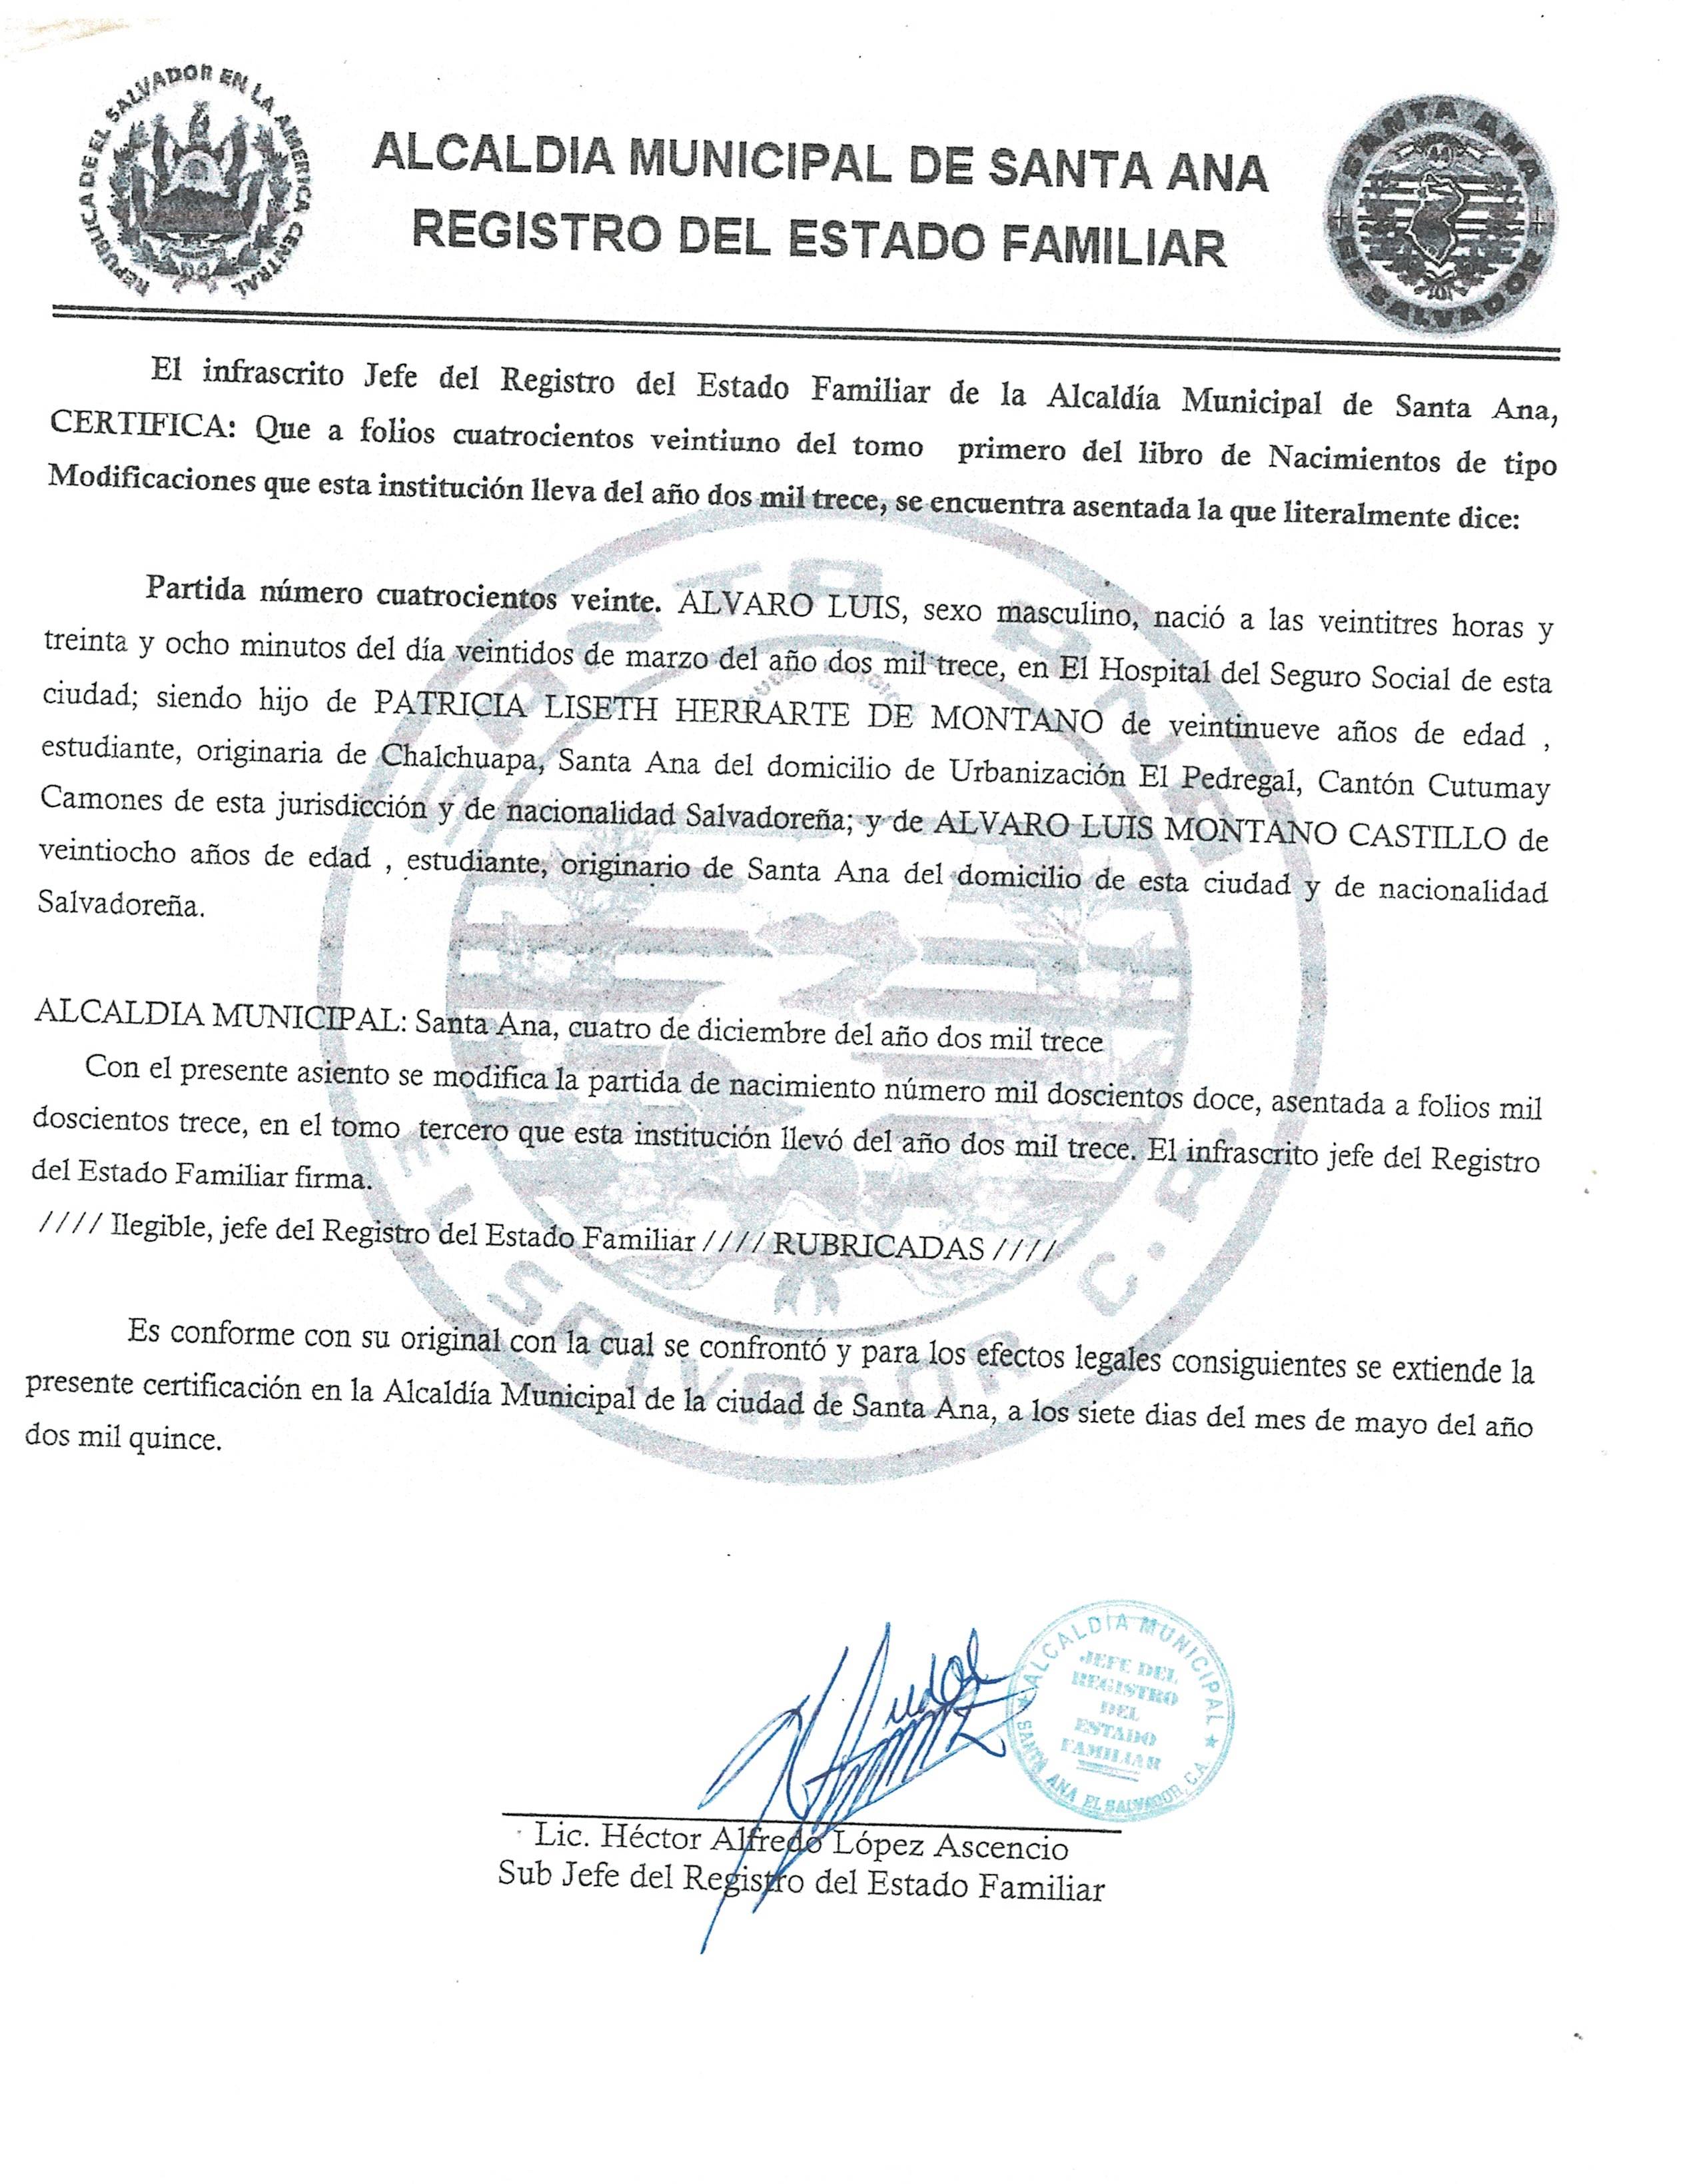 REPUBLICA DE EL SALVADOR EN LA AMERICA CENTRAL
ALCALDIA MUNICIPAL DE SANTA ANA
REGISTRO DEL ESTADO FAMILIAR
SANTA ANA
EL SALVADOR
El infrascrito Jefe del Registro del Estado Familiar de la Alcaldía Municipal de Santa Ana,
CERTIFICA: Que a folios cuatrocientos veintiuno del tomo primero del libro de Nacimientos de tipo
Modificaciones que esta institución lleva del año dos mil trece, se encuentra asentada la que literalmente dice:
Partida número cuatrocientos veinte. ALVARO LUIS, sexo masculino, nació a las veintitres horas y
treinta y ocho minutos del día veintidos de marzo del año dos mil trece, en El Hospital del Seguro Social de esta
ciudad; siendo hijo de PATRICIA LISETH HERRARTE DE MONTANO de veintinueve años de edad ,
estudiante, originaria de Chalchuapa, Santa Ana del domicilio de Urbanización El Pedregal, Cantón Cutumay
Camones de esta jurisdicción y de nacionalidad Salvadoreña; y de ALVARO LUIS MONTANO CASTILLO de
veintiocho años de edad , estudiante, originario de Santa Ana del domicilio de esta ciudad y de nacionalidad
Salvadoreña.
ALCALDIA MUNICIPAL: Santa Ana, cuatro de diciembre del año dos mil trece
Con el presente asiento se modifica la partida de nacimiento número mil doscientos doce, asentada a folios mil
doscientos trece, en el tomo tercero que esta institución llevó del año dos mil trece. El infrascrito jefe del Registro
del Estado Familiar firma.
//// Ilegible, jefe del Registro del Estado Familiar //// RUBRICADAS ////
Es conforme con su original con la cual se confrontó y para los efectos legales consiguientes se extiende la
presente certificación en la Alcaldía Municipal de la ciudad de Santa Ana, a los siete dias del mes de mayo del año
dos mil quince.
SANTA ANA
EL SALVADOR C. A.
ALCALDÍA MUNICIPAL
JEFE DEL
REGISTRO
DEL
ESTADO
FAMILIAR
SANTA ANA EL SALVADOR, C.A.
Lic. Héctor Alfredo López Ascencio
Sub Jefe del Registro del Estado Familiar